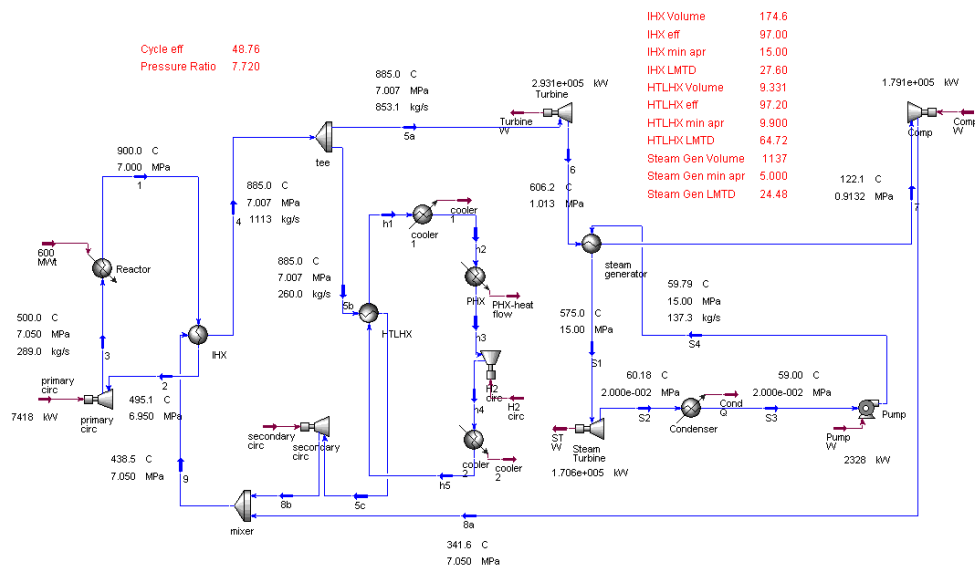 Cycle eff 48.76
Pressure Ratio 7.720
IHX Volume 174.6
IHX eff 97.00
IHX min apr 15.00
IHX LMTD 27.60
HTLHX Volume 9.331
HTLHX eff 97.20
HTLHX min apr 9.900
HTLHX LMTD 64.72
Steam Gen Volume 1137
Steam Gen min apr 5.000
Steam Gen LMTD 24.48
885.0 C
7.007 MPa
853.1 kg/s
5a
tee
2.931e+005 kW
Turbine
Turbine
W
6
1.791e+005 kW
Comp
Comp
W
900.0 C
7.000 MPa
1
885.0 C
7.007 MPa
1113 kg/s
4
606.2 C
1.013 MPa
122.1 C
0.9132 MPa
7
h1
cooler
1
cooler
1
h2
600
MWt
Reactor
885.0 C
7.007 MPa
260.0 kg/s
5b
HTLHX
PHX
PHX-heat
flow
h3
steam
generator
59.79 C
15.00 MPa
137.3 kg/s
S4
500.0 C
7.050 MPa
289.0 kg/s
3
IHX
2
575.0 C
15.00 MPa
S1
primary
circ
7418 kW
primary
circ
495.1 C
6.950 MPa
H2
circ
H2
circ
h4
60.18 C
2.000e-002 MPa
S2
Cond
Q
Condenser
59.00 C
2.000e-002 MPa
S3
Pump
Pump
W
2328 kW
438.5 C
7.050 MPa
9
secondary
circ
secondary
circ
cooler
2
cooler
2
h5
ST
W
Steam
Turbine
1.706e+005 kW
8b
5c
mixer
8a
341.6 C
7.050 MPa